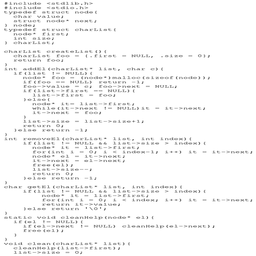 #include <stdlib.h>
#include <stdio.h>
typedef struct node{
char value;
struct node* next;
} node;
typedef struct charList{
node* first;
int size;
} charList;
charList createList(){
charList foo = {.first = NULL, .size = 0};
return foo;
}
int addEl(charList* list, char c){
if(list != NULL){
node* foo = (node*)malloc(sizeof(node));
if(foo == NULL) return -1;
foo->value = c; foo->next = NULL;
if(list->first == NULL){
list->first = foo;
}else{
node* it= list->first;
while(it->next != NULL)it = it->next;
it->next = foo;
}
list->size = list->size+1;
return 0;
}else return -1;
}
int removeEl(charList* list, int index){
if(list != NULL && list->size > index){
node* it = list->first;
for(int i = 0; i < index-1; i++) it = it->next;
node* el = it->next;
it->next = el->next;
free(el);
list->size--;
return 0;
}else return -1;
}
char getEl(charList* list, int index){
if(list != NULL && list->size > index){
node* it = list->first;
for(int i = 0; i < index; i++) it = it->next;
return it->value;
}else return '\0';
}
static void cleanHelp(node* el){
if(el != NULL){
if(el->next != NULL) cleanHelp(el->next);
free(el);
}
}
void clean(charList* list){
cleanHelp(list->first);
list->size = 0;